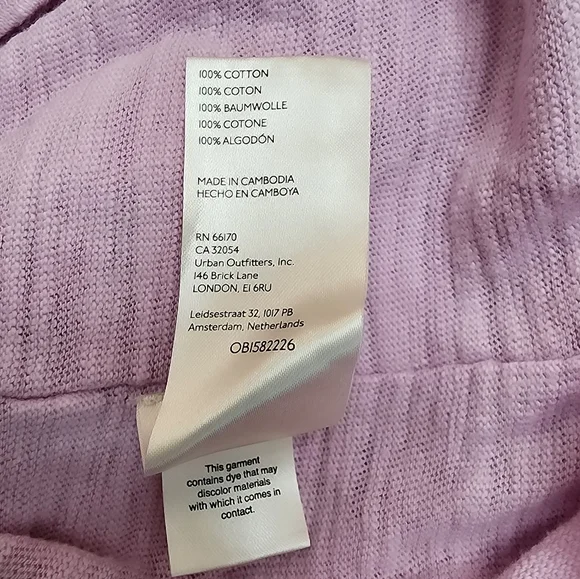 100% COTTON
100% COTON
100% BAUMWOLLE
100% COTONE
100% ALGODÓN
MADE IN CAMBODIA
HECHO EN CAMBOYA
RN 66170
CA 32054
Urban Outfitters, Inc.
146 Brick Lane
LONDON, E1 6RU
Leidsestraat 32, 1017 PB
Amsterdam, Netherlands
OB1582226
This garment
contains dye that may
discolor materials
with which it comes in
contact.